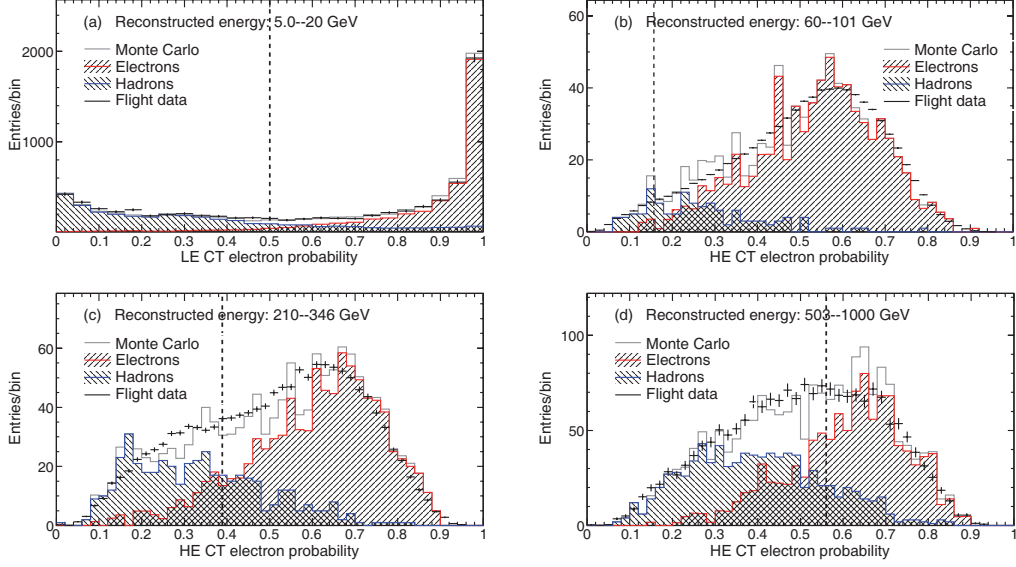 (a) Reconstructed energy: 5.0--20 GeV
Monte Carlo
Electrons
Hadrons
Flight data
Entries/bin
2000
1000
0 0.1 0.2 0.3 0.4 0.5 0.6 0.7 0.8 0.9 1
LE CT electron probability
(b) Reconstructed energy: 60--101 GeV
Monte Carlo
Electrons
Hadrons
Flight data
Entries/bin
60
40
20
0
0 0.1 0.2 0.3 0.4 0.5 0.6 0.7 0.8 0.9 1
HE CT electron probability
(c) Reconstructed energy: 210--346 GeV
Monte Carlo
Electrons
Hadrons
Flight data
Entries/bin
60
40
20
0
0 0.1 0.2 0.3 0.4 0.5 0.6 0.7 0.8 0.9 1
HE CT electron probability
(d) Reconstructed energy: 503--1000 GeV
Monte Carlo
Electrons
Hadrons
Flight data
Entries/bin
100
50
0
0 0.1 0.2 0.3 0.4 0.5 0.6 0.7 0.8 0.9 1
HE CT electron probability